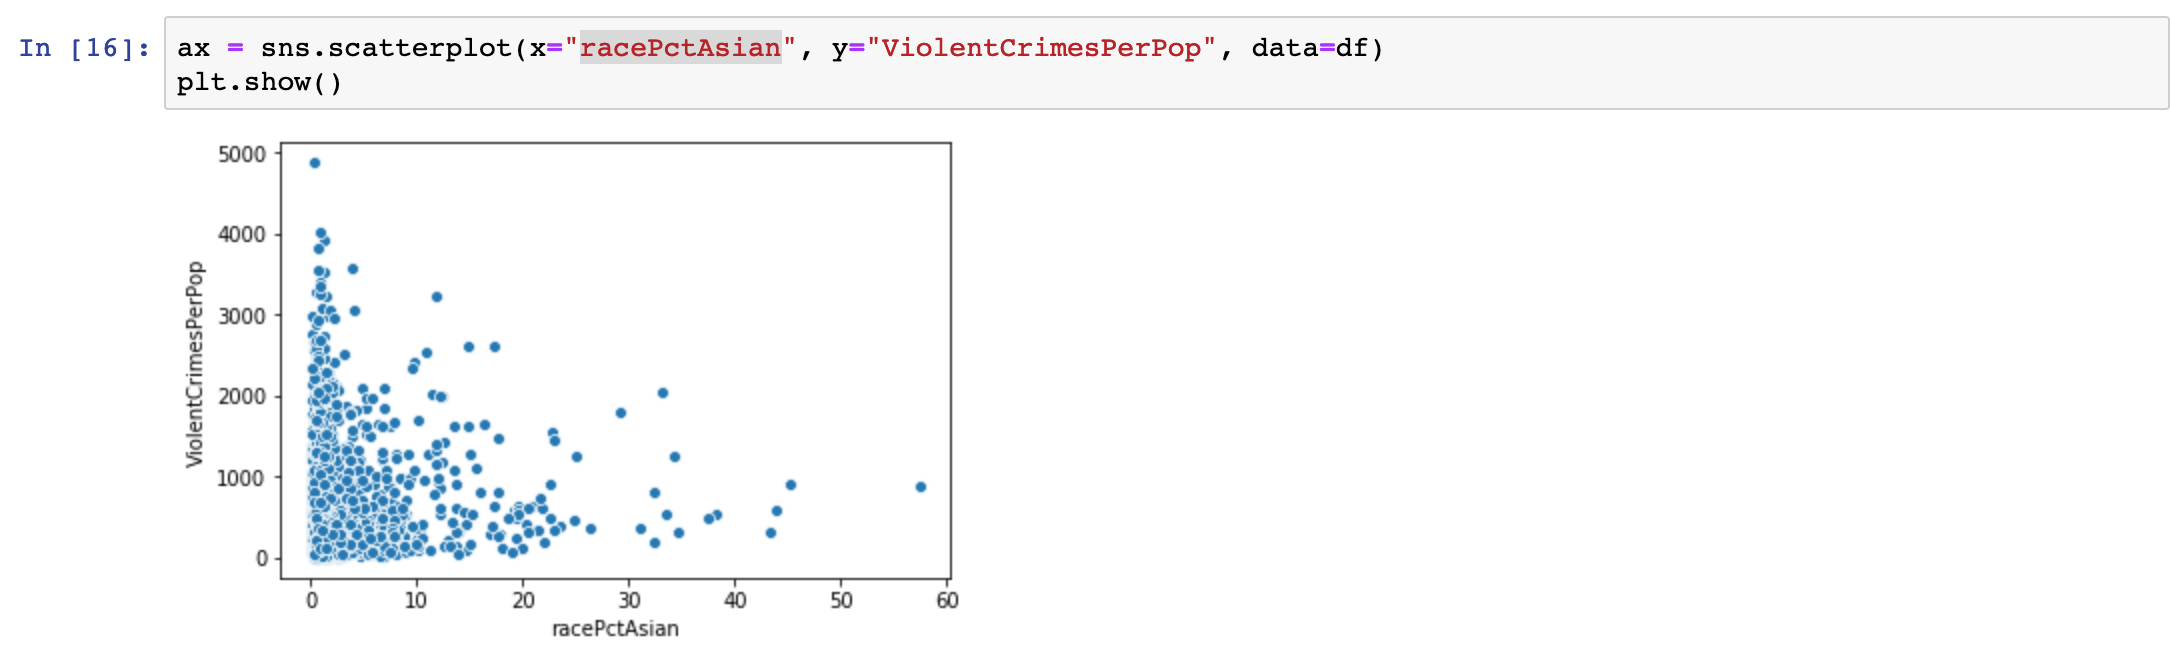 In [16]: ax = sns.scatterplot(x="racePctAsian", y="ViolentCrimesPerPop", data=df)
plt.show()
5000
4000
3000
2000
1000
0
ViolentCrimesPerPop
0 10 20 30 40 50 60
racePctAsian